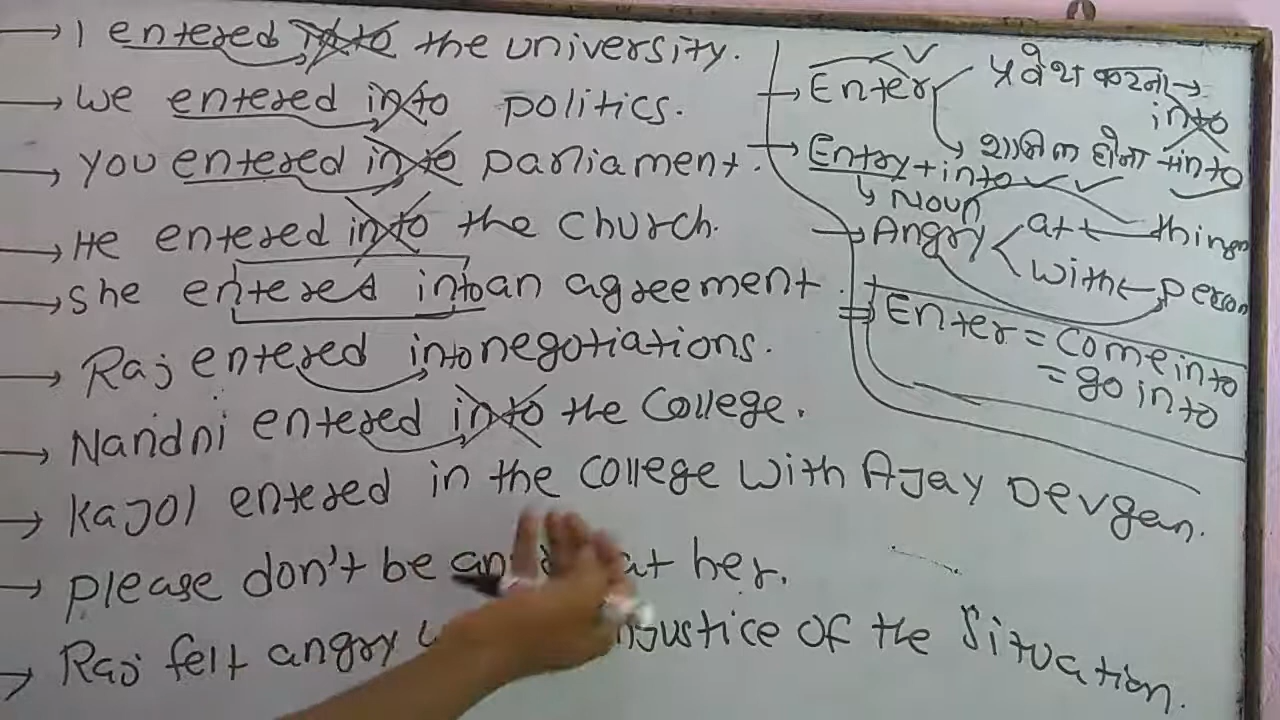 → I entered into the university.
→ We entered into politics.
→ You entered into parliament.
→ He entered into the church.
→ She entered into an agreement.
→ Raj entered into negotiations.
→ Nandni entered into the college.
→ Kajol entered in the college with Ajay Devgan.
→ please don't be at her.
→ Raj felt angry injustice of the situation.
→ Enter प्रवेश करना → into
शामिल होना + into
→ Entry + into
↳ Noun
→ Angry at things
with person
Enter = come into
= go into